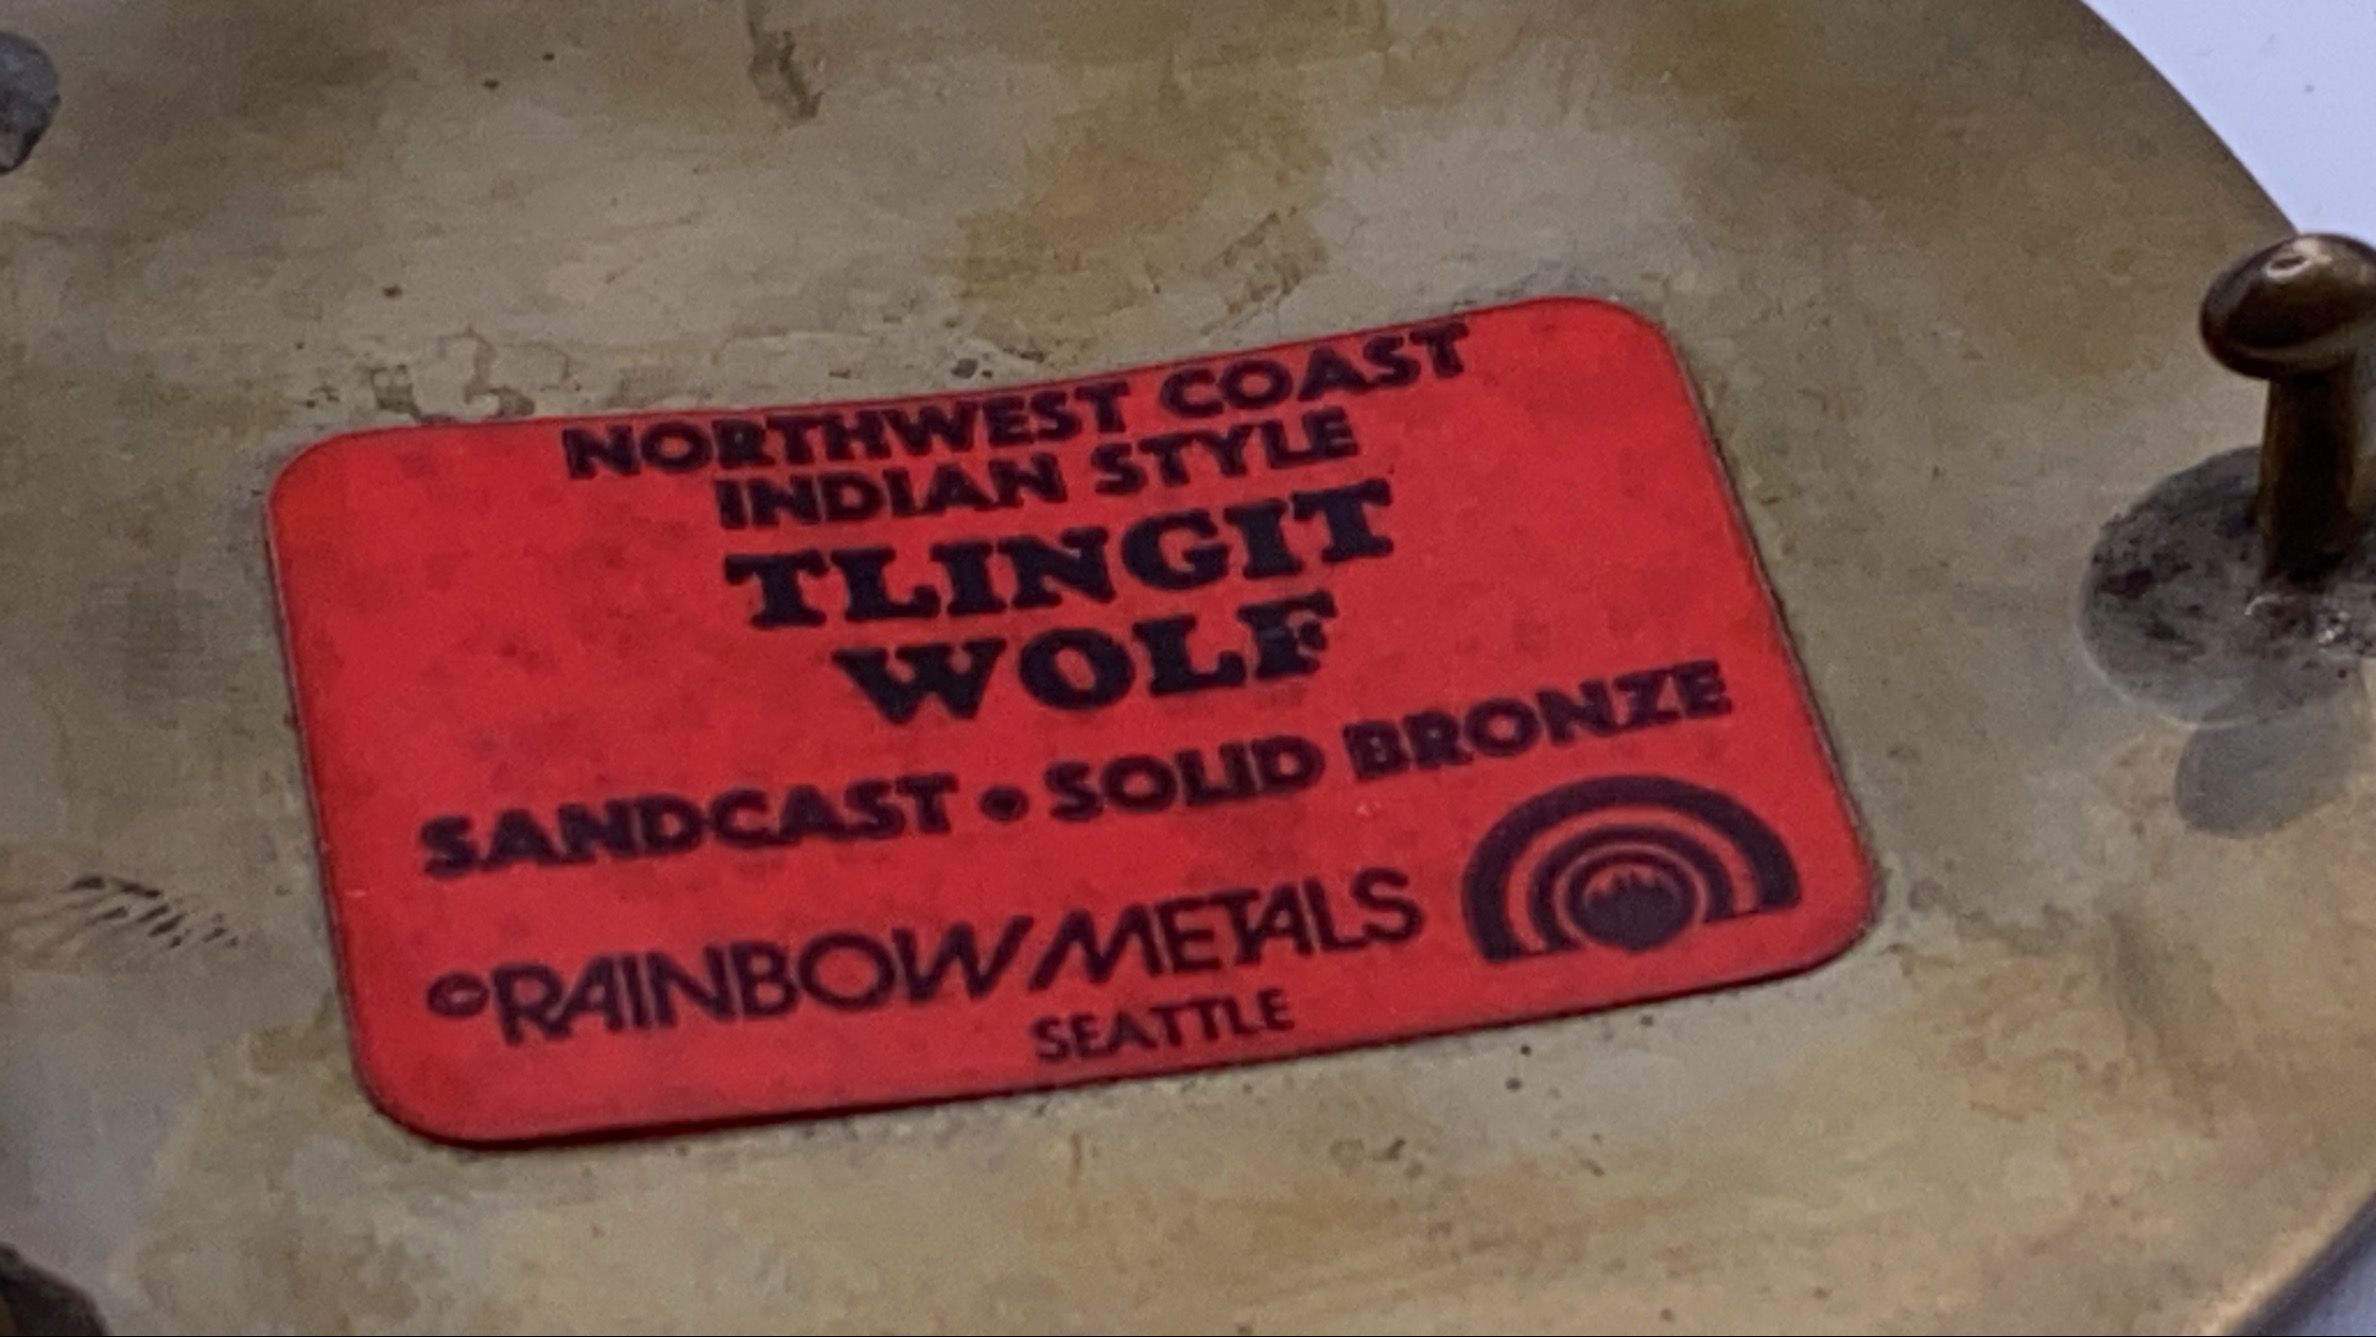 NORTHWEST COAST
INDIAN STYLE
TLINGIT
WOLF
SANDCAST • SOLID BRONZE
©RAINBOW METALS
SEATTLE